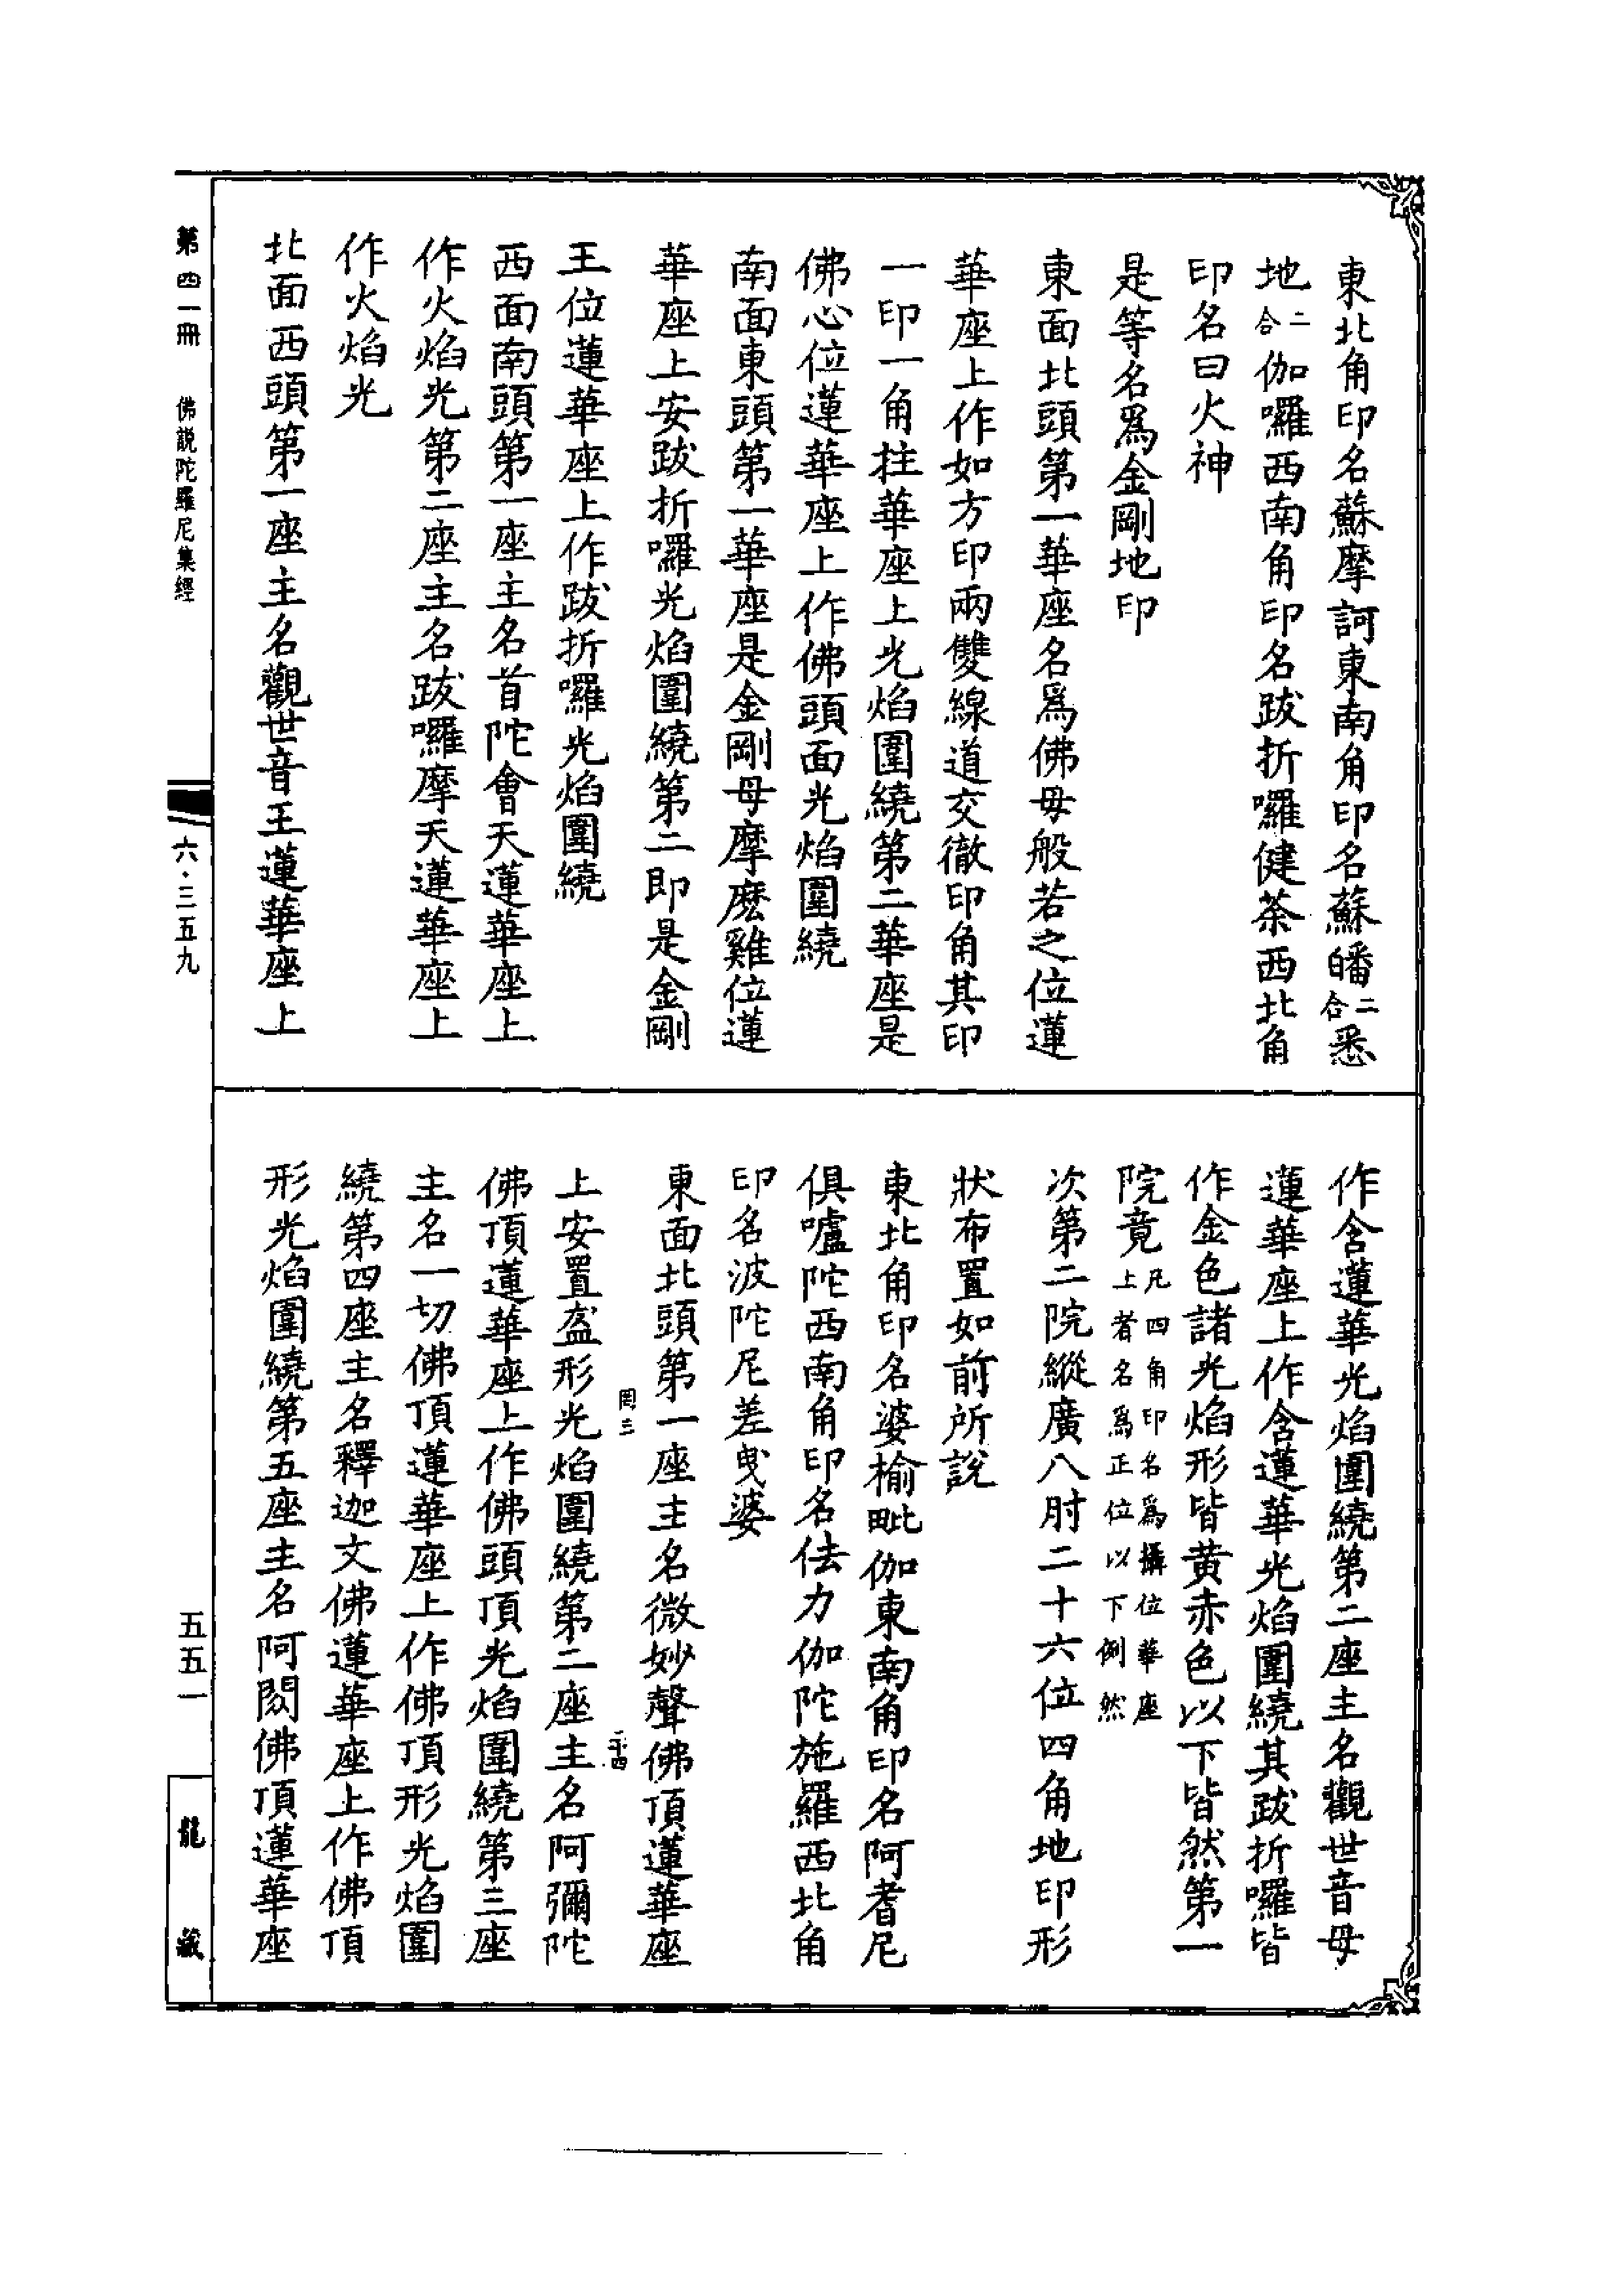 東北角印名蘇摩訶東南角印名蘇皤二合悉
地二合伽囉西南角印名跋折囉健茶西北角
印名曰火神
是等名爲金剛地印
東面北頭第一華座名爲佛母般若之位蓮
華座上作如方印兩雙線道交徹印角其印
一印一角拄華座上光焰圍繞第二華座是
佛心位蓮華座上作佛頭面光焰圍繞
南面東頭第一華座是金剛母摩麽雞位蓮
華座上安跋折囉光焰圍繞第二即是金剛
王位蓮華座上作跋折囉光焰圍繞
西面南頭第一座主名首陀會天蓮華座上
作火焰光第二座主名跋囉摩天蓮華座上
作火焰光
北面西頭第一座主名觀世音王蓮華座上
作含蓮華光焰圍繞第二座主名觀世音母
蓮華座上作含蓮華光焰圍繞其跋折囉皆
作金色諸光焰形皆黄赤色以下皆然第一
院竟凡四角印名爲攝位華座上者名爲正位以下例然
次第二院縱廣八肘二十六位四角地印形
狀布置如前所說
東北角印名婆榆毗伽東南角印名阿耆尼
俱嚧陀西南角印名佉力伽陀施羅西北角
印名波陀尼差曳婆
東面北頭第一座主名微妙聲佛頂蓮華座
上安置盔形光焰圍繞第二座主名阿彌陀
佛頂蓮華座上作佛頭頂光焰圍繞第三座
主名一切佛頂蓮華座上作佛頂形光焰圍
繞第四座主名釋迦文佛蓮華座上作佛頂
形光焰圍繞第五座主名阿閦佛頂蓮華座
第四一冊 佛説陀羅尼集經
六·三五九
五五一
龍藏